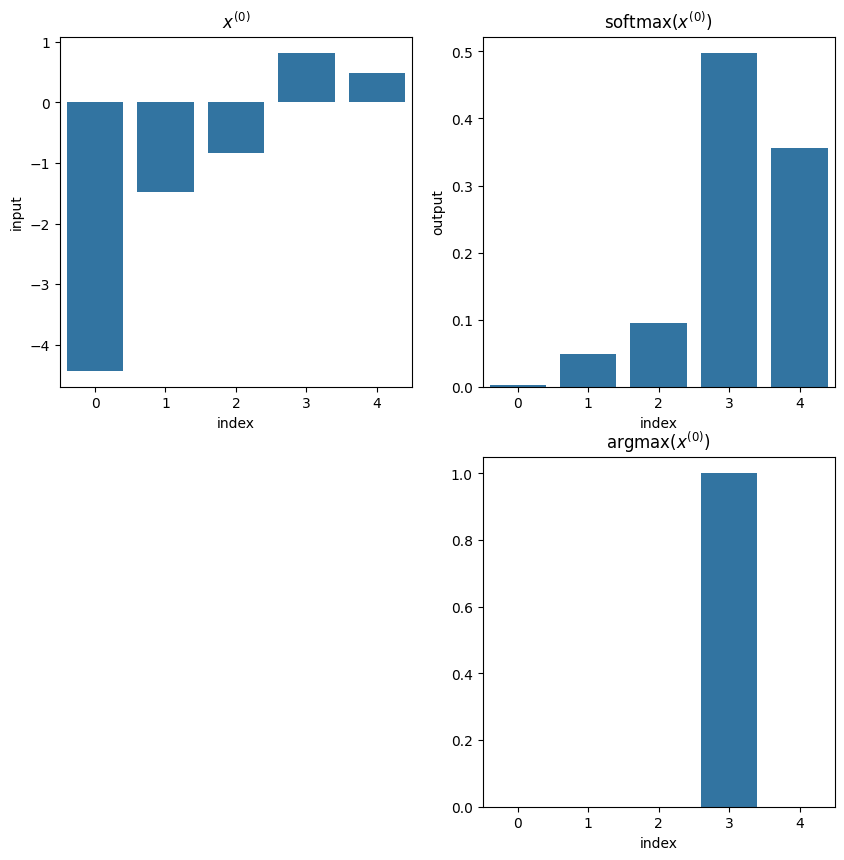 x^{(0)}
1
0
−1
−2
−3
−4
input
0 1 2 3 4
index
softmax(x^{(0)})
0.5
0.4
0.3
0.2
0.1
0.0
output
0 1 2 3 4
index
argmax(x^{(0)})
1.0
0.8
0.6
0.4
0.2
0.0
0 1 2 3 4
index